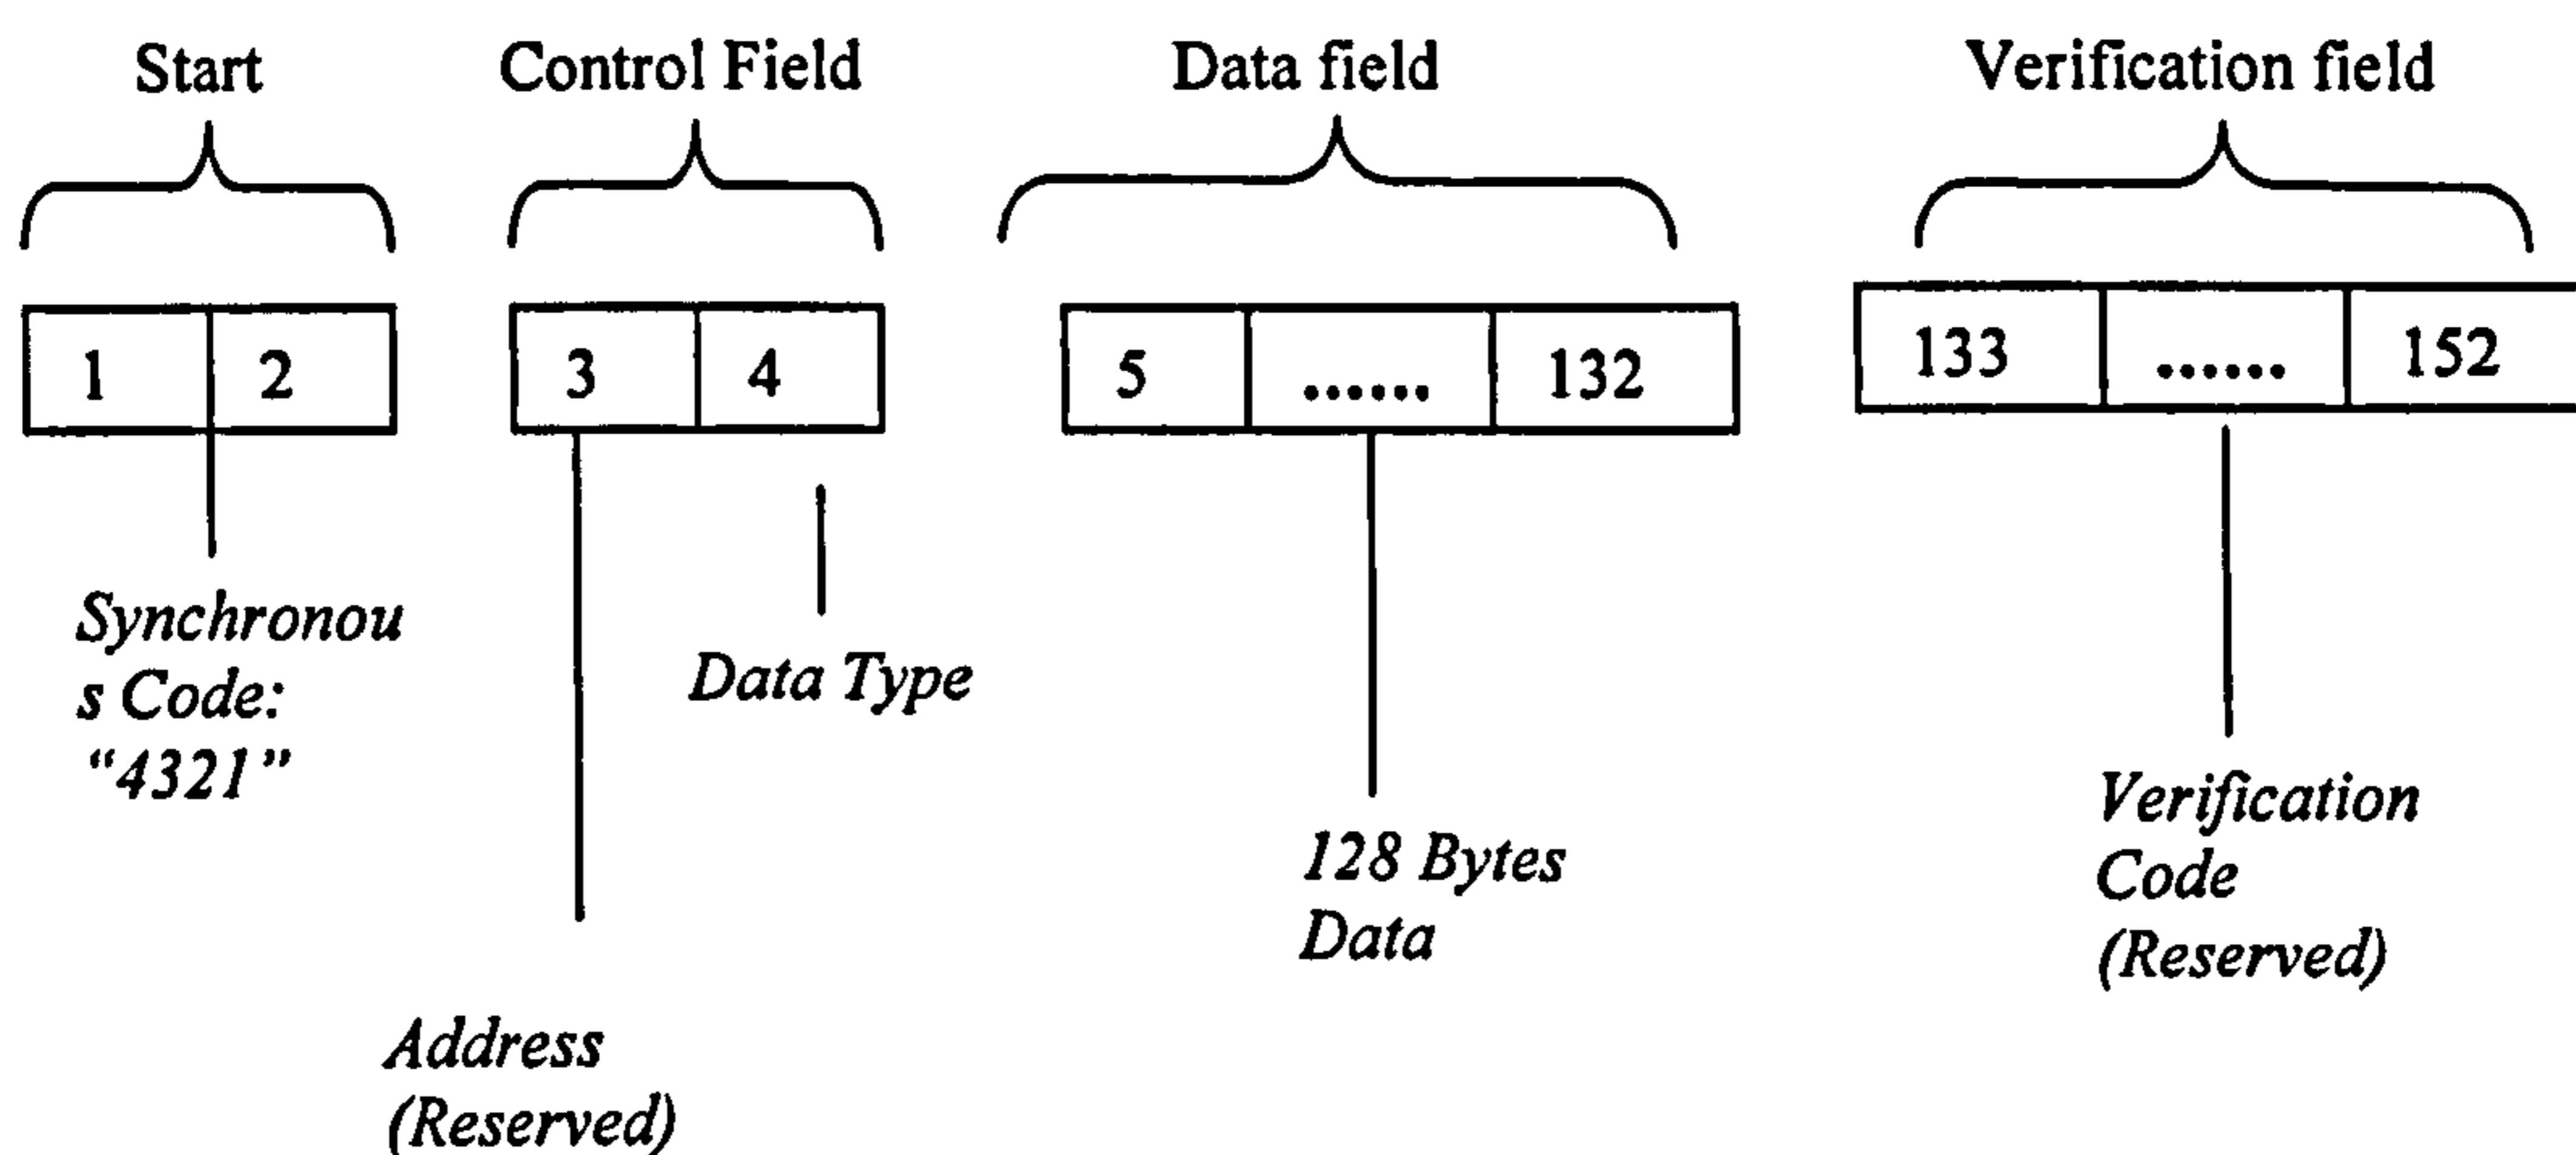 Start
Control Field
Data field
Verification field
1
2
3
4
5
......
132
133
......
152
Synchronou
s Code:
“4321”
Data Type
Address
(Reserved)
128 Bytes
Data
Verification
Code
(Reserved)